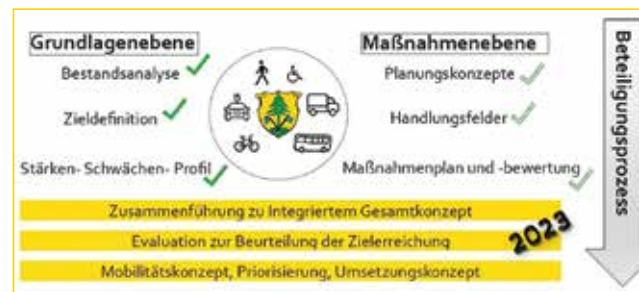 Grundlagenebene
Bestandsanalyse
Zieldefinition
Stärken- Schwächen- Profil
Maßnahmenebene
Planungskonzepte
Handlungsfelder
Maßnahmenplan und -bewertung
Zusammenführung zu Integriertem Gesamtkonzept
Evaluation zur Beurteilung der Zielerreichung
Mobilitätskonzept, Priorisierung, Umsetzungskonzept
2023
Beteiligungsprozess